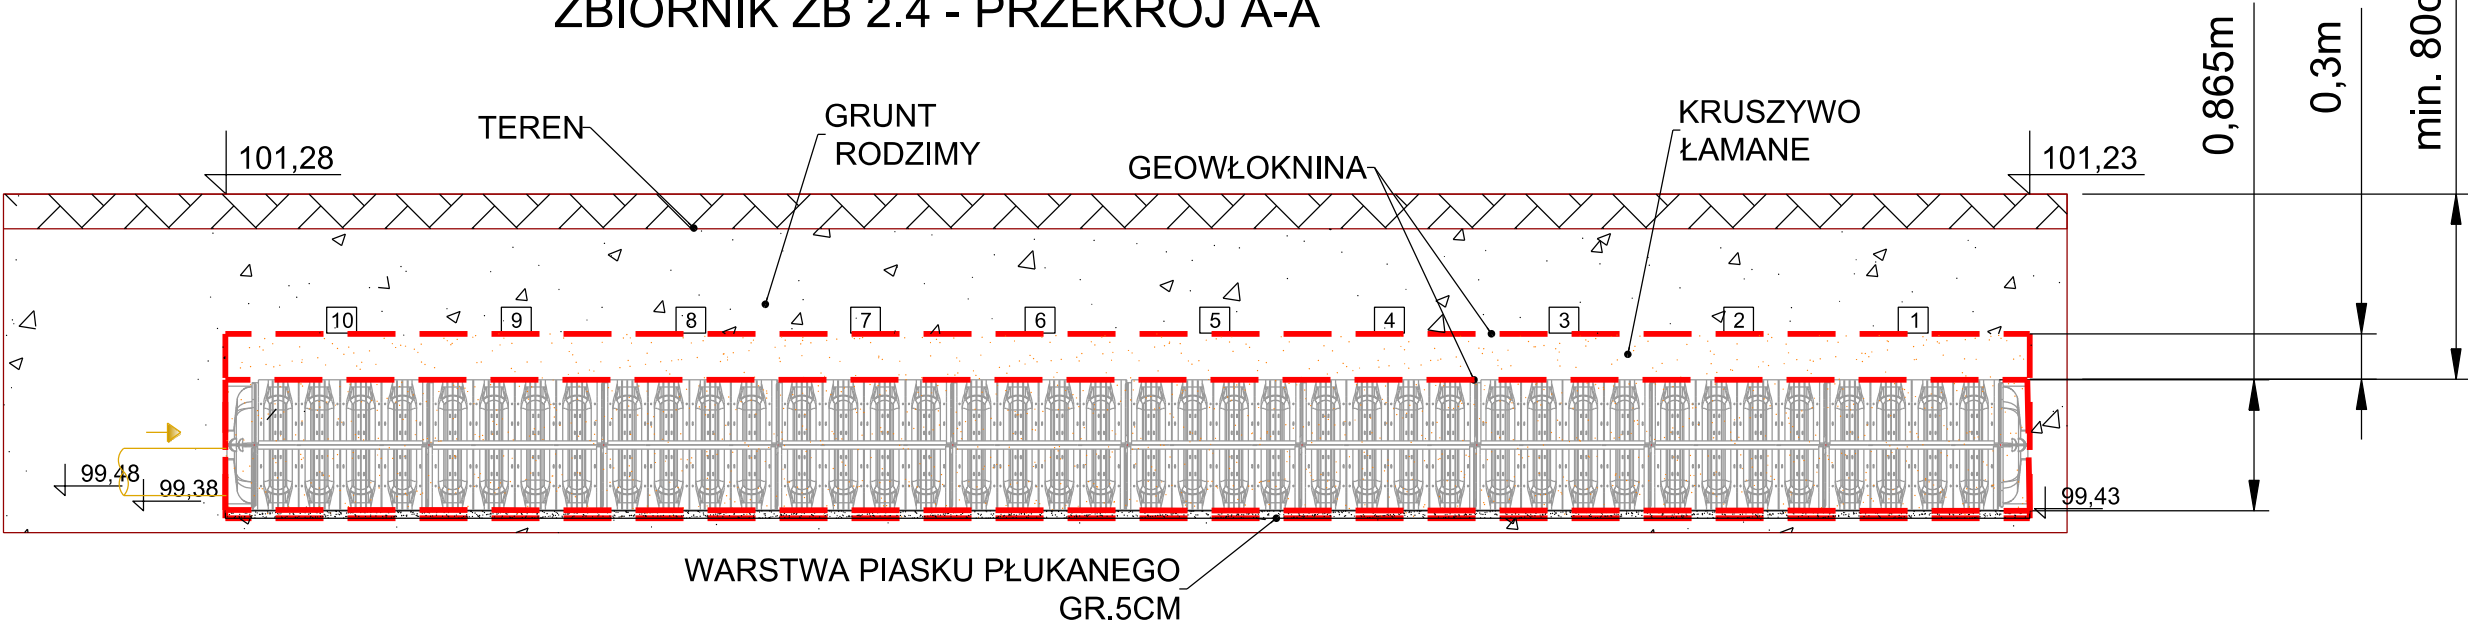 ZBIORNIK ZB 2.4 - PRZEKRÓJ A-A
0,865m
0,3m
min.
TEREN
GRUNT
RODZIMY
GEOWŁOKNINA
KRUSZYWO
ŁAMANE
101,28
101,23
10
9
8
7
6
5
4
3
2
1
99,48
99,38
99,43
WARSTWA PIASKU PŁUKANEGO
GR.5CM